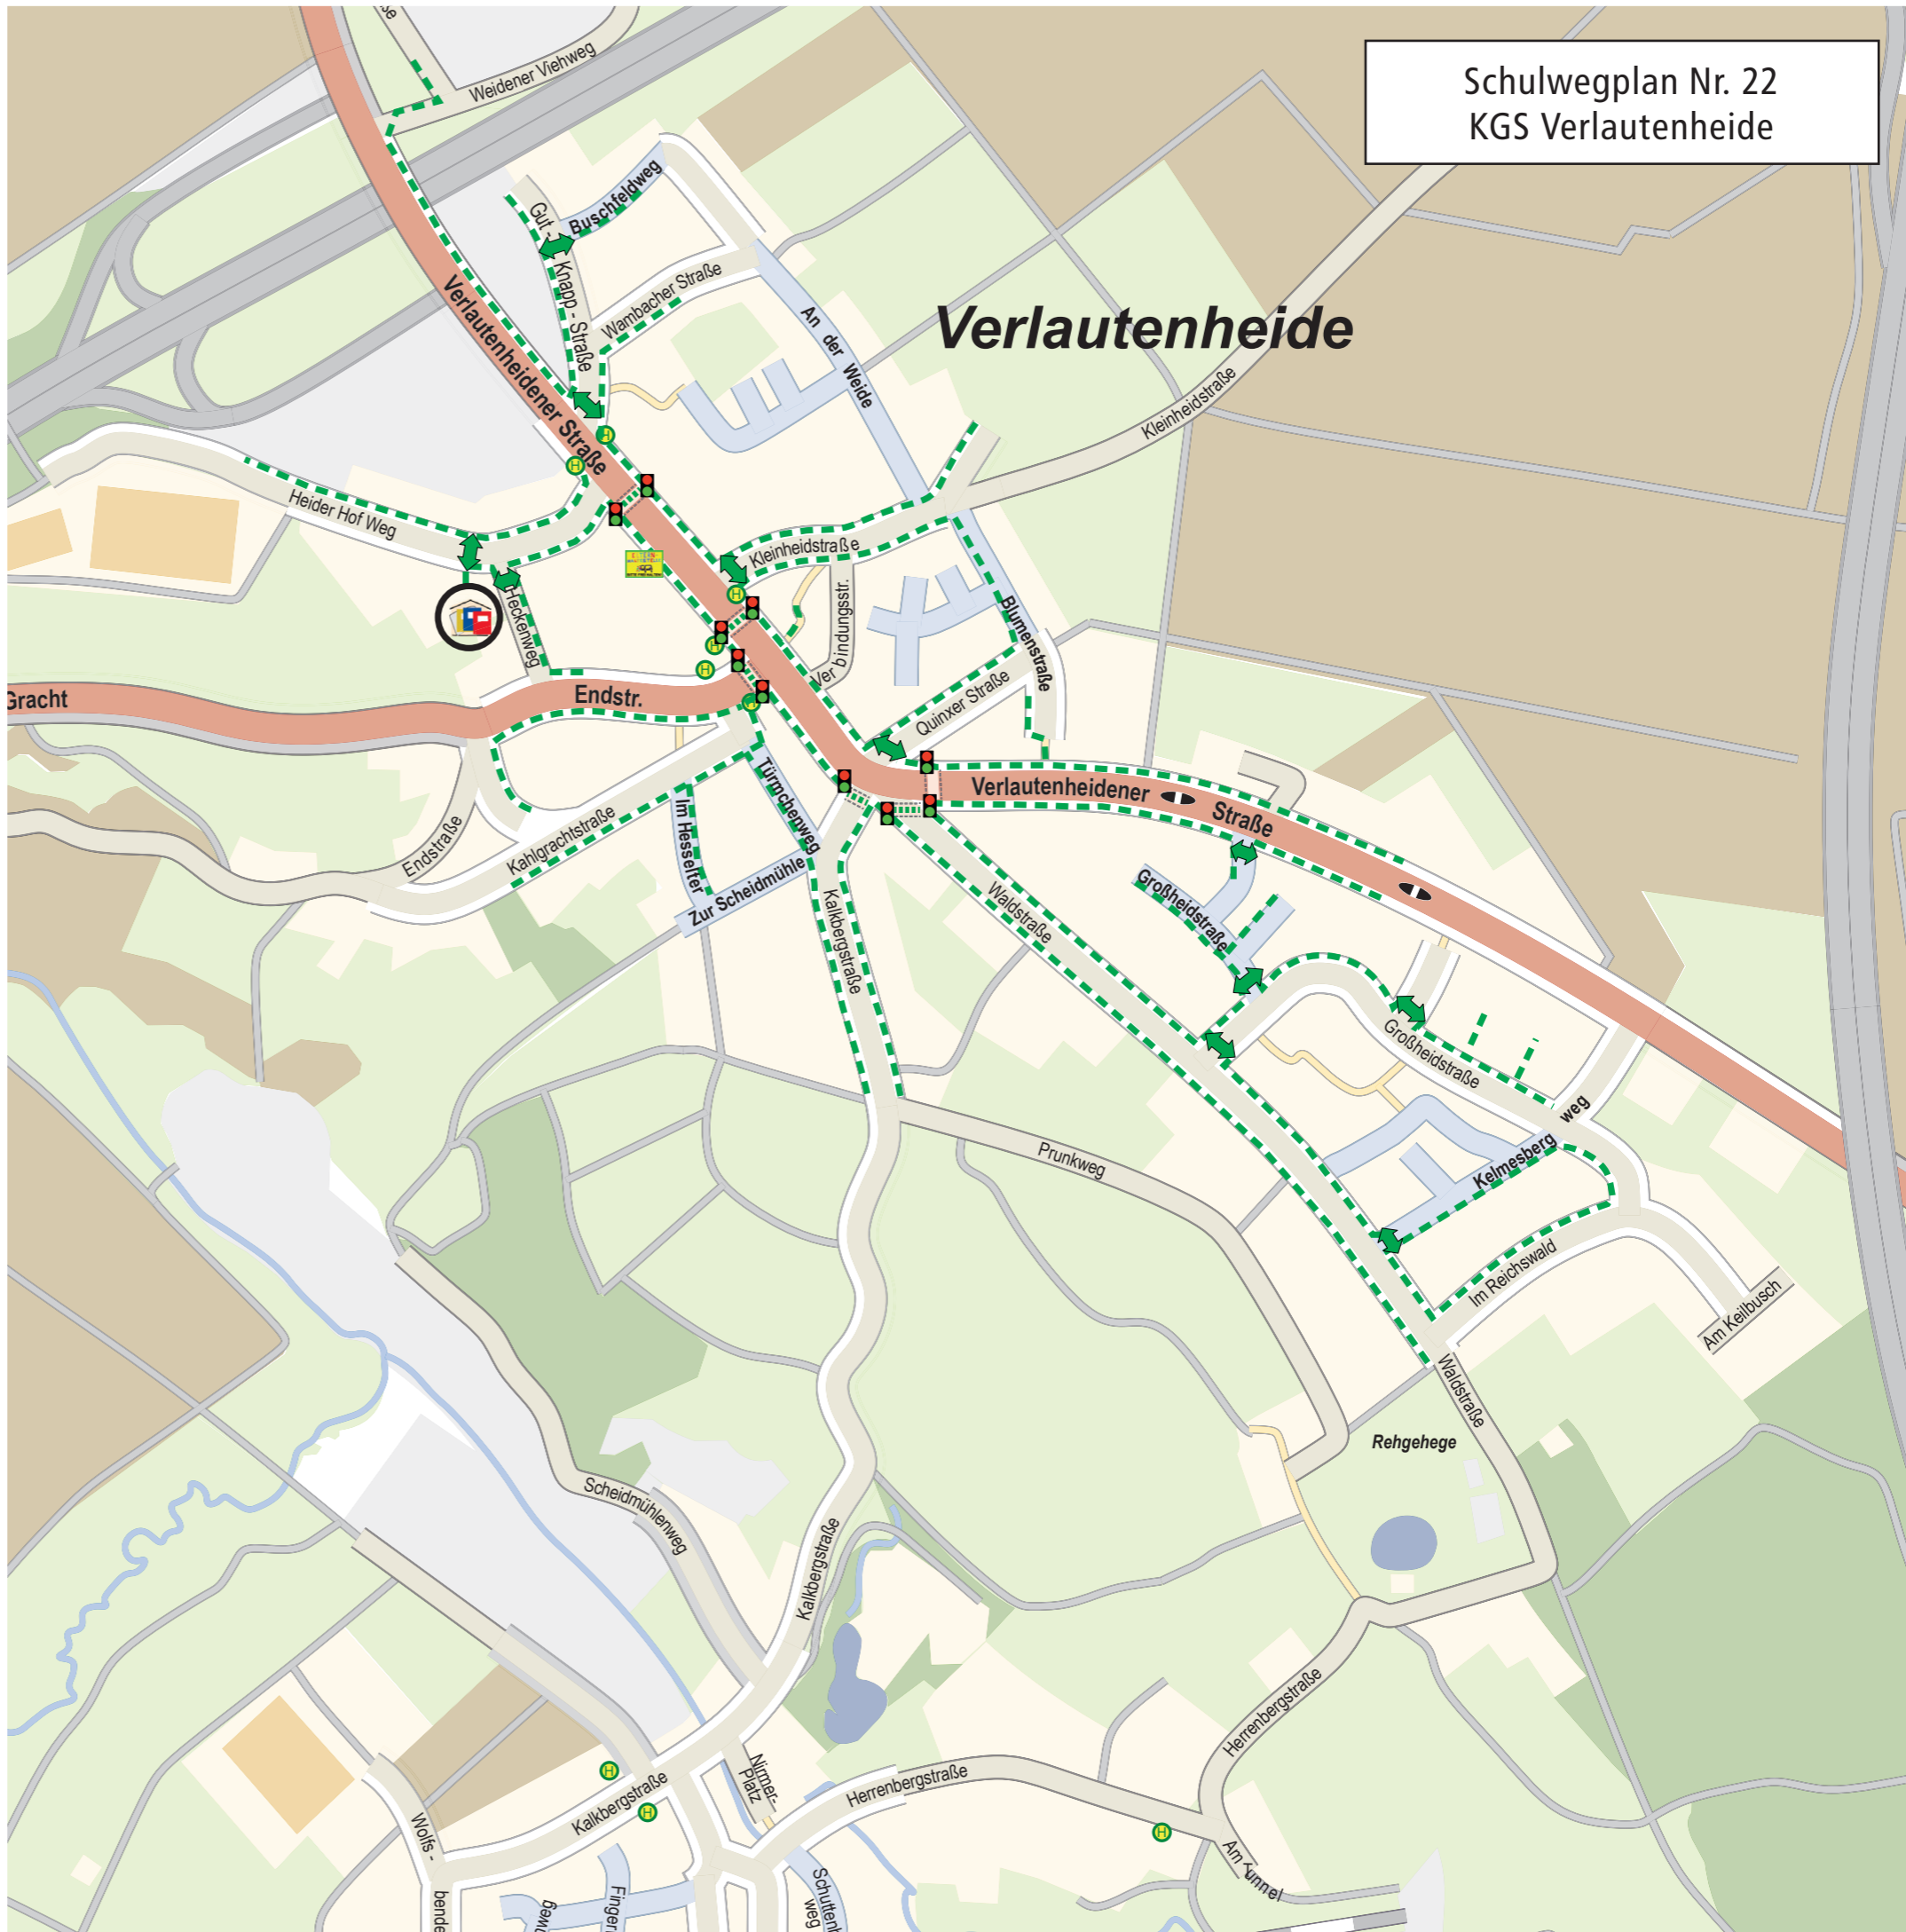 Schulwegplan Nr. 22
KGS Verlautenheide
Weidener Viehweg
Buschfeldweg
Gut -
Knapp - Straße
Wambacher Straße
Verlautenheidener Straße
An der Weide
Verlautenheide
Kleinheidstraße
Heider Hof Weg
Kleinheidstraße
Heckenweg
Verbindungsstr.
Blumenstraße
Quinxer Straße
Gracht
Endstr.
Verlautenheidener Straße
Türmchenweg
Im Hesselter
Zur Scheidmühle
Endstraße
Kahlgrachtstraße
Kalkbergstraße
Waldstraße
Großheidstraße
Großheidstraße
Kelmesberg weg
Prunkweg
Im Reichswald
Am Keilbusch
Waldstraße
Rehgehege
Scheidmühlenweg
Kalkbergstraße
Herrenbergstraße
Nirmer-
Platz
Herrenbergstraße
Kalkbergstraße
Wolfs -
bende
Am Tunnel
H
H
H
H
H
H
H
H
H